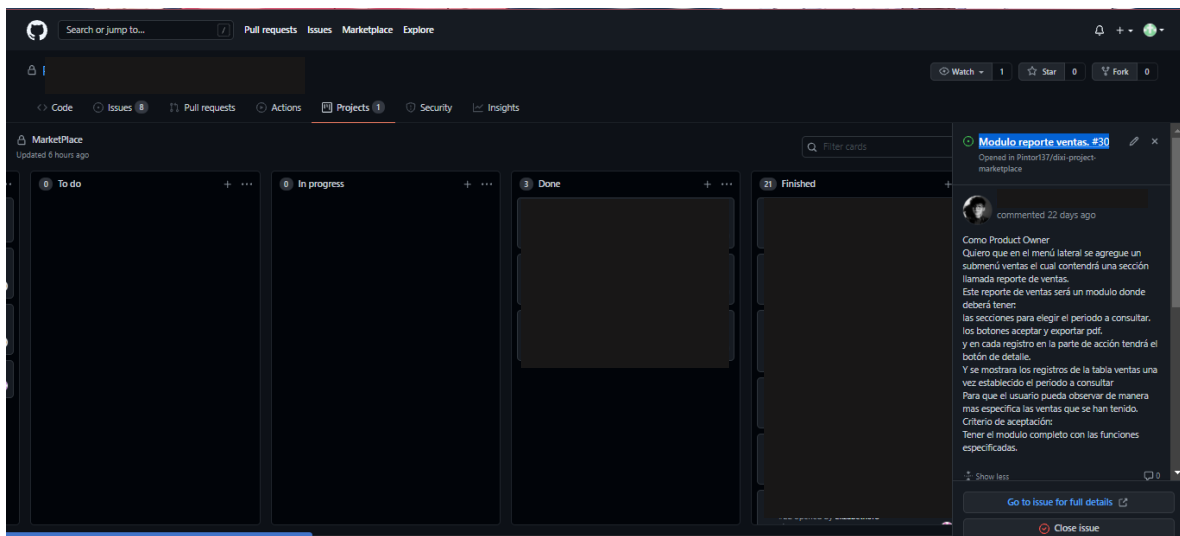 Search or jump to... /
Pull requests Issues Marketplace Explore
Watch 1 Star 0 Fork 0
Code Issues 8 Pull requests Actions Projects 1 Security Insights
MarketPlace
Updated 6 hours ago
Filter cards
0 To do
0 In progress
3 Done
21 Finished
Modulo reporte ventas. #30
Opened in Pintor137/dixi-project-
marketplace
commented 22 days ago
Como Product Owner
Quiero que en el menú lateral se agregue un
submenú ventas el cual contendrá una sección
llamada reporte de ventas.
Este reporte de ventas será un modulo donde
deberá tener:
las secciones para elegir el periodo a consultar.
los botones aceptar y exportar pdf.
y en cada registro en la parte de acción tendrá el
botón de detalle.
Y se mostrara los registros de la tabla ventas una
vez establecido el periodo a consultar
Para que el usuario pueda observar de manera
mas especifica las ventas que se han tenido.
Criterio de aceptación:
Tener el modulo completo con las funciones
especificadas.
Show less 0
Go to issue for full details
Close issue